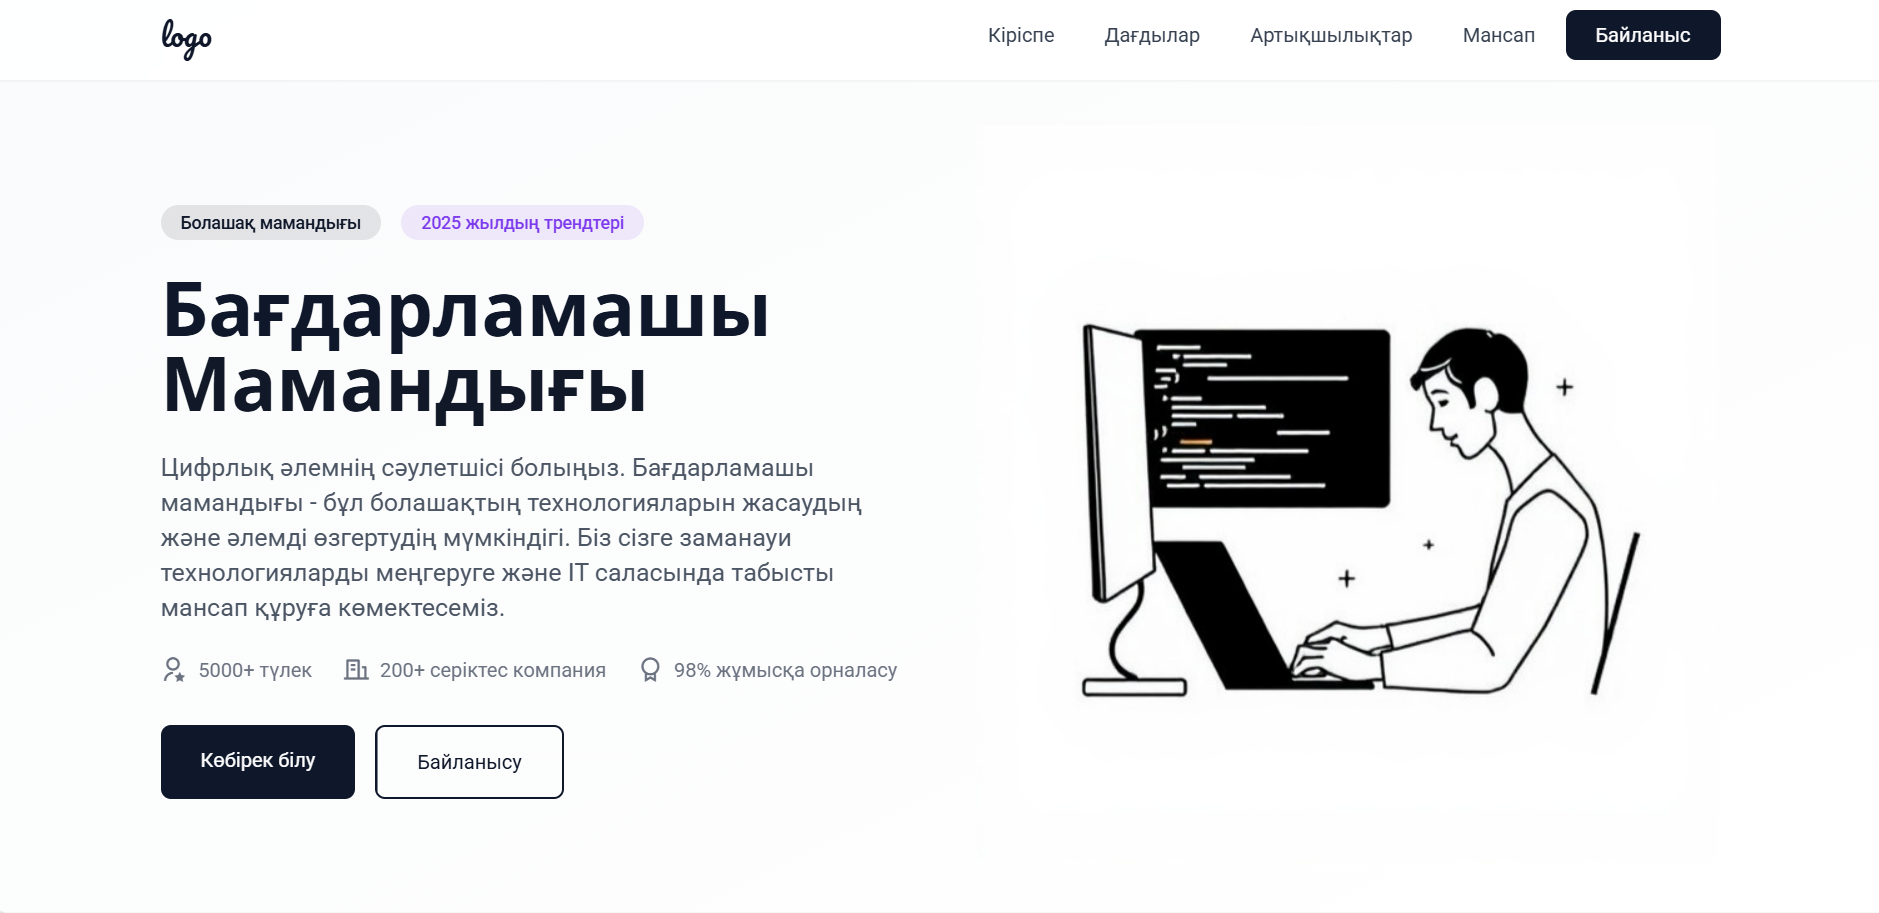 logo
Кіріспе
Дағдылар
Артықшылықтар
Мансап
Байланыс
Болашақ мамандығы
2025 жылдың трендтері
Бағдарламашы
Мамандығы
Цифрлық әлемнің сәулетшісі болыңыз. Бағдарламашы
мамандығы - бұл болашақтың технологияларын жасаудың
және әлемді өзгертудің мүмкіндігі. Біз сізге заманауи
технологияларды меңгеруге және IT саласында табысты
мансап құруға көмектесеміз.
5000+ түлек
200+ серіктес компания
98% жұмысқа орналасу
Көбірек білу
Байланысу